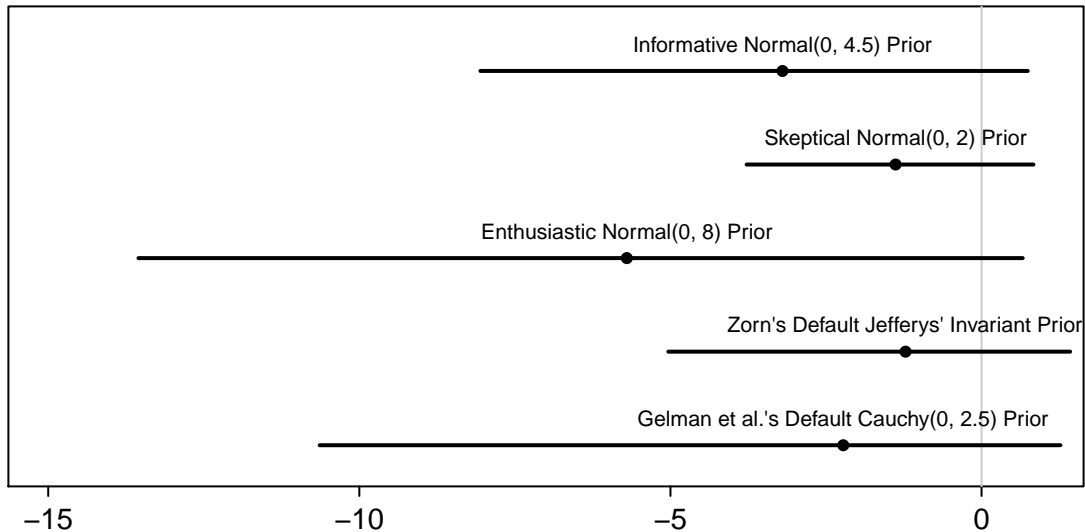 Informative Normal(0, 4.5) Prior
Skeptical Normal(0, 2) Prior
Enthusiastic Normal(0, 8) Prior
Zorn's Default Jefferys' Invariant Prior
Gelman et al.'s Default Cauchy(0, 2.5) Prior
−15 −10 −5 0